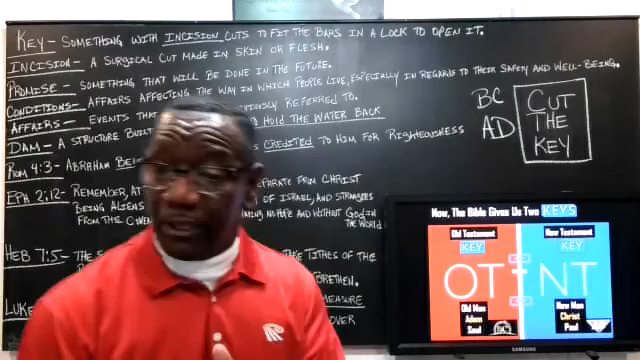 KEY - SOMETHING WITH INCISION CUTS TO FIT THE BARS IN A LOCK TO OPEN IT.
INCISION - A SURGICAL CUT MADE IN SKIN OR FLESH.
PROMISE - SOMETHING THAT WILL BE DONE IN THE FUTURE.
CONDITIONS - AFFAIRS AFFECTING THE WAY IN WHICH PEOPLE LIVE, ESPECIALLY IN REGARDS TO THEIR SAFETY AND WELL-BEING.
AFFAIRS - EVENTS REFERRED TO.
DAM - A STRUCTURE HOLD THE WATER BACK
ROM 4:3 - ABRAHAM CREDITED TO HIM FOR RIGHTEOUSNESS
EPH 2:12 - REMEMBER, SEPARATE FROM CHRIST
BEING ALIENS OF ISRAEL, AND STRANGERS
FROM THE NO HOPE AND WITHOUT GOD IN
THE WORLD
HEB 7:5 - THE TITHES OF THE
BRETHEN.
LUKE MEASURE
OVER
BC
AD
CUT
THE
KEY
Now, The Bible Gives Us Two KEYS
Old Testament
KEY
New Testament
KEY
OT
NT
Old Man
Adam
Saul
New Man
Christ
Paul
SAMSUNG